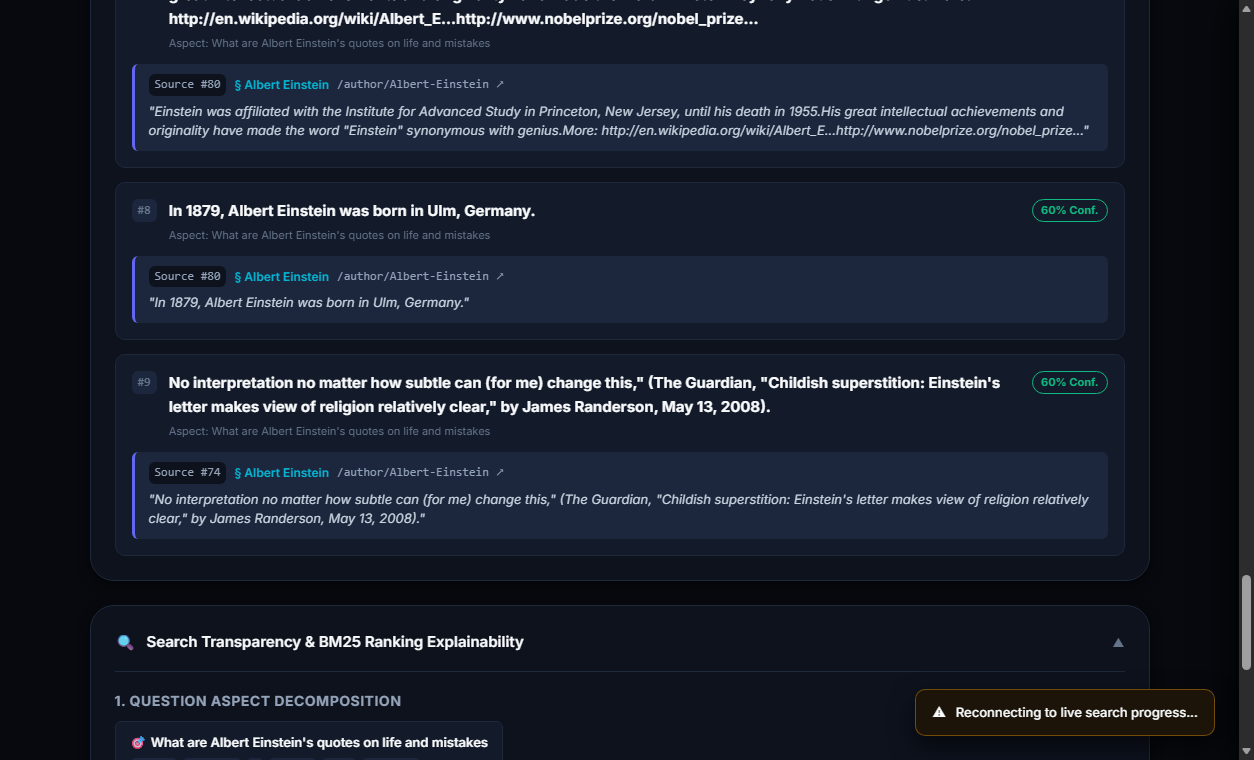 http://en.wikipedia.org/wiki/Albert_E...http://www.nobelprize.org/nobel_prize...
Aspect: What are Albert Einstein's quotes on life and mistakes
Source #80 § Albert Einstein /author/Albert-Einstein ↗
"Einstein was affiliated with the Institute for Advanced Study in Princeton, New Jersey, until his death in 1955.His great intellectual achievements and
originality have made the word "Einstein" synonymous with genius.More: http://en.wikipedia.org/wiki/Albert_E...http://www.nobelprize.org/nobel_prize..."
#8 In 1879, Albert Einstein was born in Ulm, Germany. 60% Conf.
Aspect: What are Albert Einstein's quotes on life and mistakes
Source #80 § Albert Einstein /author/Albert-Einstein ↗
"In 1879, Albert Einstein was born in Ulm, Germany."
#9 No interpretation no matter how subtle can (for me) change this," (The Guardian, "Childish superstition: Einstein's 60% Conf.
letter makes view of religion relatively clear," by James Randerson, May 13, 2008).
Aspect: What are Albert Einstein's quotes on life and mistakes
Source #74 § Albert Einstein /author/Albert-Einstein ↗
"No interpretation no matter how subtle can (for me) change this," (The Guardian, "Childish superstition: Einstein's letter makes view of religion relatively
clear," by James Randerson, May 13, 2008)."
Search Transparency & BM25 Ranking Explainability
1. QUESTION ASPECT DECOMPOSITION
What are Albert Einstein's quotes on life and mistakes
Reconnecting to live search progress...